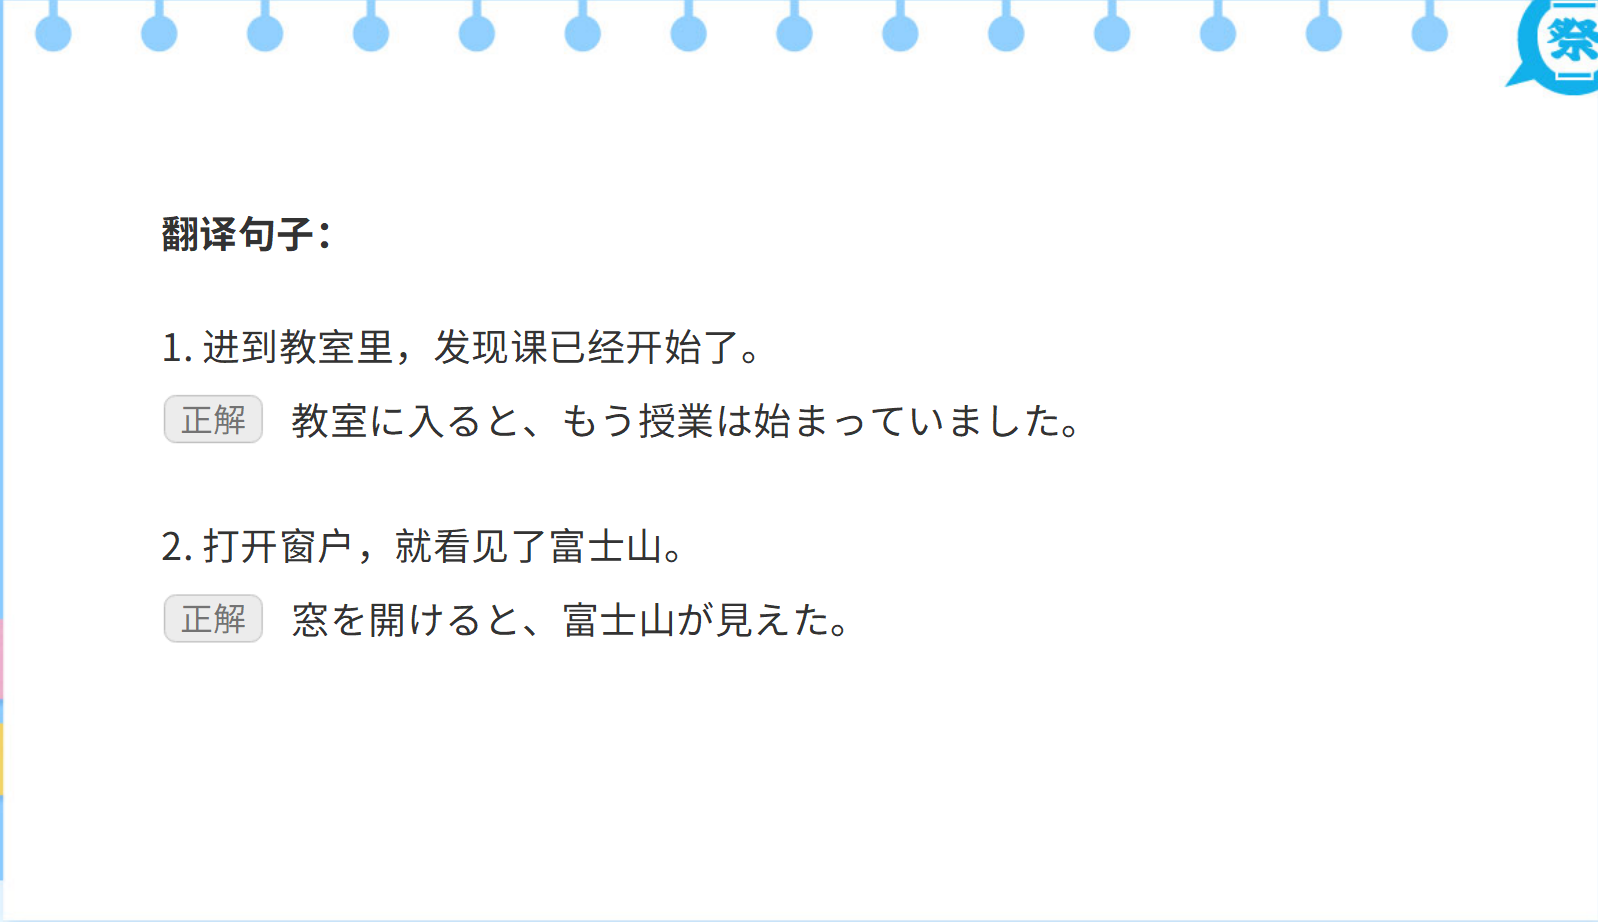 祭
翻译句子：
1. 进到教室里，发现课已经开始了。
正解 教室に入ると、もう授業は始まっていました。
2. 打开窗户，就看见了富士山。
正解 窓を開けると、富士山が見えた。